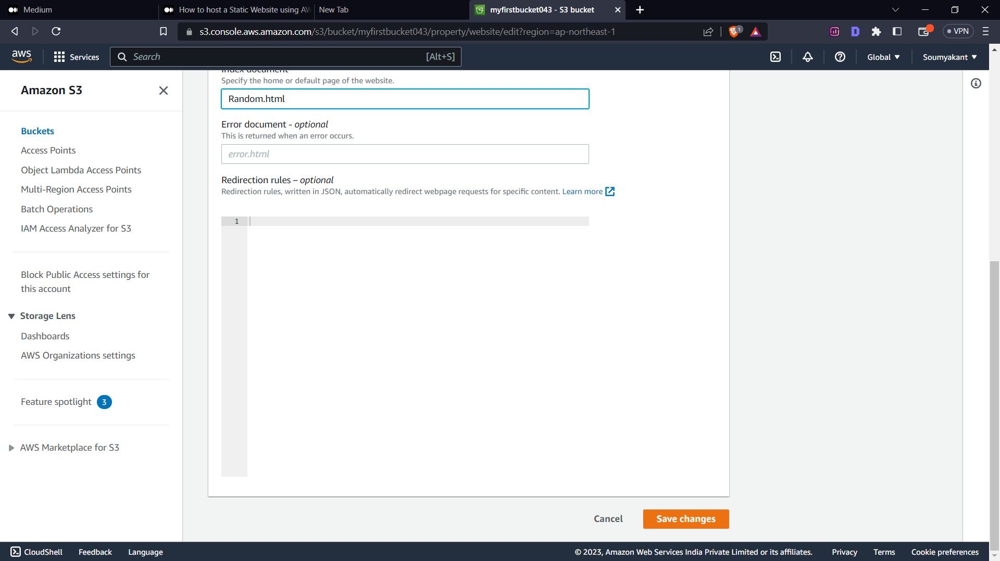 Medium
How to host a Static Website using AW
New Tab
myfirstbucket043 - S3 bucket
s3.console.aws.amazon.com/s3/bucket/myfirstbucket043/property/website/edit?region=ap-northeast-1
1
VPN
aws
Services
Search
[Alt+S]
Global
Soumyakant
Amazon S3
Buckets
Access Points
Object Lambda Access Points
Multi-Region Access Points
Batch Operations
IAM Access Analyzer for S3
Block Public Access settings for
this account
Storage Lens
Dashboards
AWS Organizations settings
Feature spotlight 3
AWS Marketplace for S3
Index document
Specify the home or default page of the website.
Random.html
Error document - optional
This is returned when an error occurs.
error.html
Redirection rules – optional
Redirection rules, written in JSON, automatically redirect webpage requests for specific content. Learn more
1
Cancel
Save changes
CloudShell
Feedback
Language
© 2023, Amazon Web Services India Private Limited or its affiliates.
Privacy
Terms
Cookie preferences